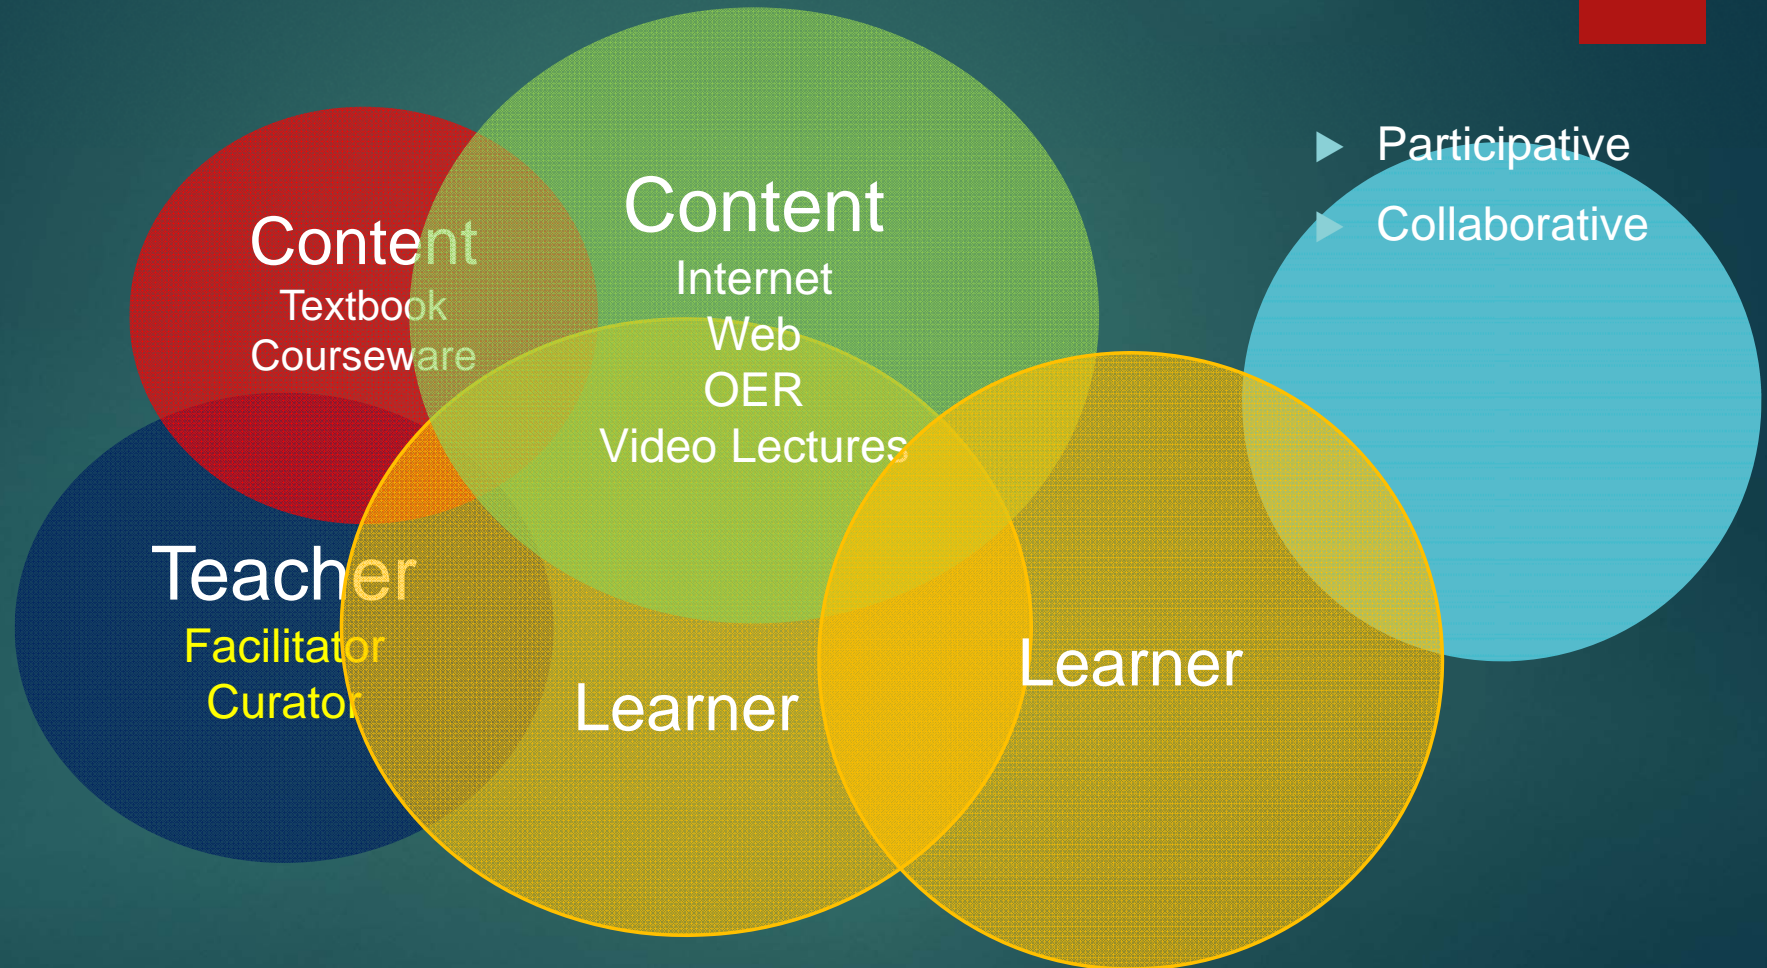 Content
Textbook
Courseware
Content
Internet
Web
OER
Video Lectures
Participative
Collaborative
Teacher
Facilitator
Curator
Learner
Learner